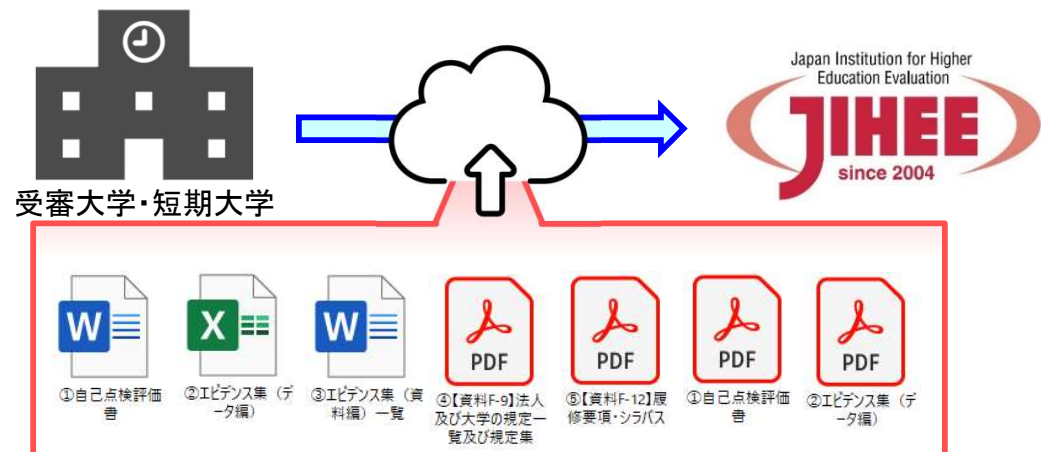 Japan Institution for Higher
Education Evaluation
JIHEE
since 2004
受審大学・短期大学
W
X
W
PDF
PDF
PDF
PDF
①自己点検評価
書
②エビデンス集（デ
ータ編）
③エビデンス集（資
料編）一覧
④【資料F-9】法人
及び大学の規定一
覧及び規定集
⑤【資料F-12】履
修要項・シラバス
①自己点検評価
書
②エビデンス集（デ
ータ編）